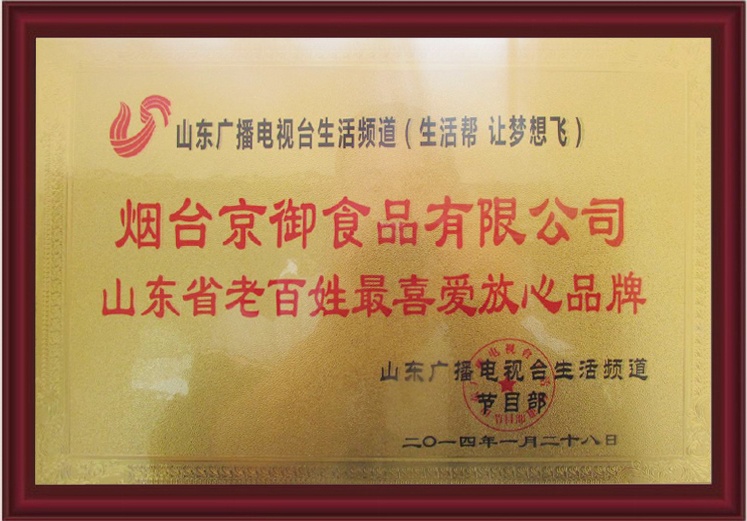 山东广播电视台生活频道（生活帮 让梦想飞）
烟台京御食品有限公司
山东省老百姓最喜爱放心品牌
山东广播电视台生活频道
节目部
二〇一四年一月二十八日